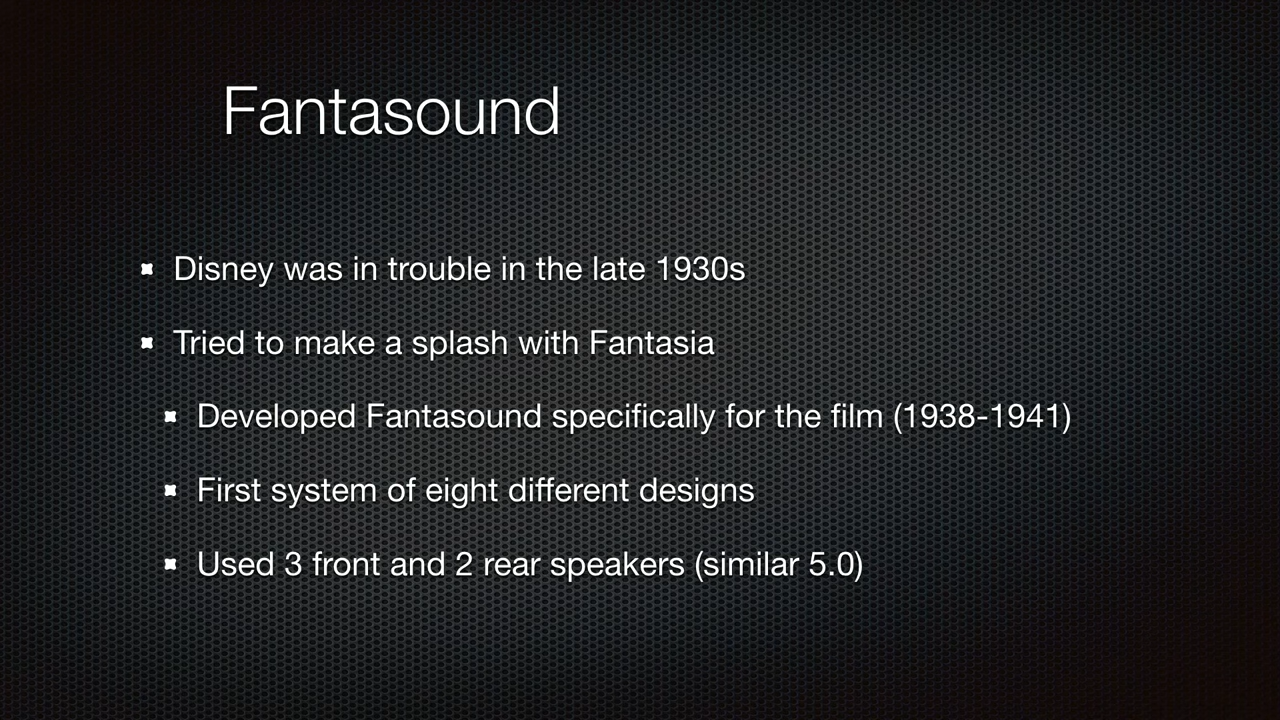 Fantasound
Disney was in trouble in the late 1930s
Tried to make a splash with Fantasia
Developed Fantasound specifically for the film (1938-1941)
First system of eight different designs
Used 3 front and 2 rear speakers (similar 5.0)